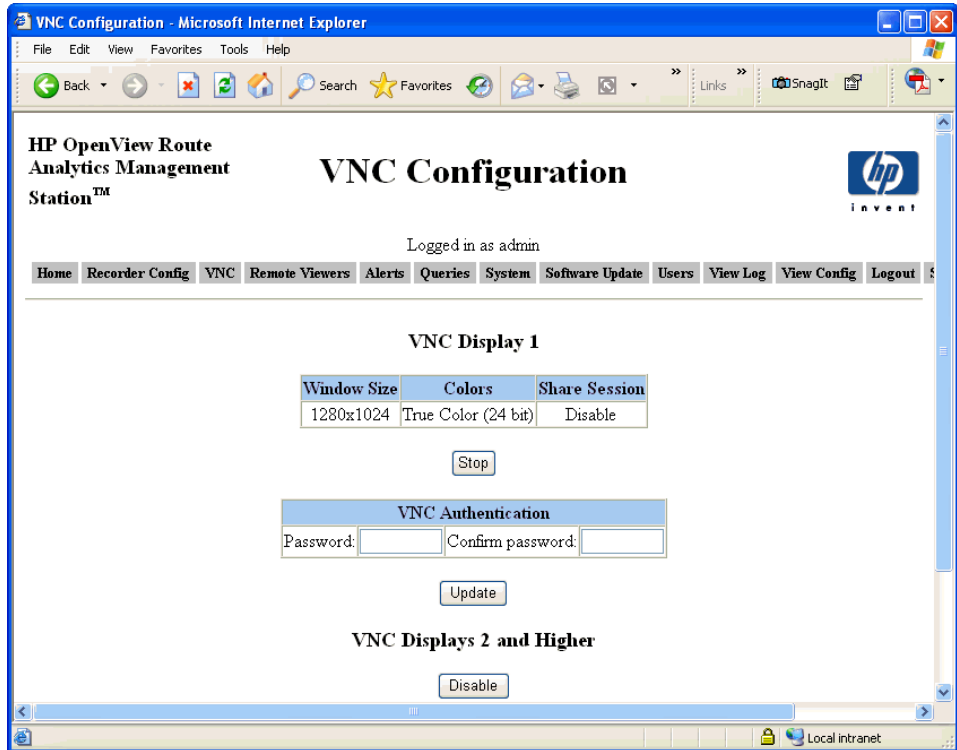 VNC Configuration - Microsoft Internet Explorer
File Edit View Favorites Tools Help
Back Search Favorites » Links » SnagIt
HP OpenView Route
Analytics Management
Station™
VNC Configuration
hp
invent
Logged in as admin
Home Recorder Config VNC Remote Viewers Alerts Queries System Software Update Users View Log View Config Logout
VNC Display 1
Window Size Colors Share Session
1280x1024 True Color (24 bit) Disable
Stop
VNC Authentication
Password: Confirm password:
Update
VNC Displays 2 and Higher
Disable
Local intranet